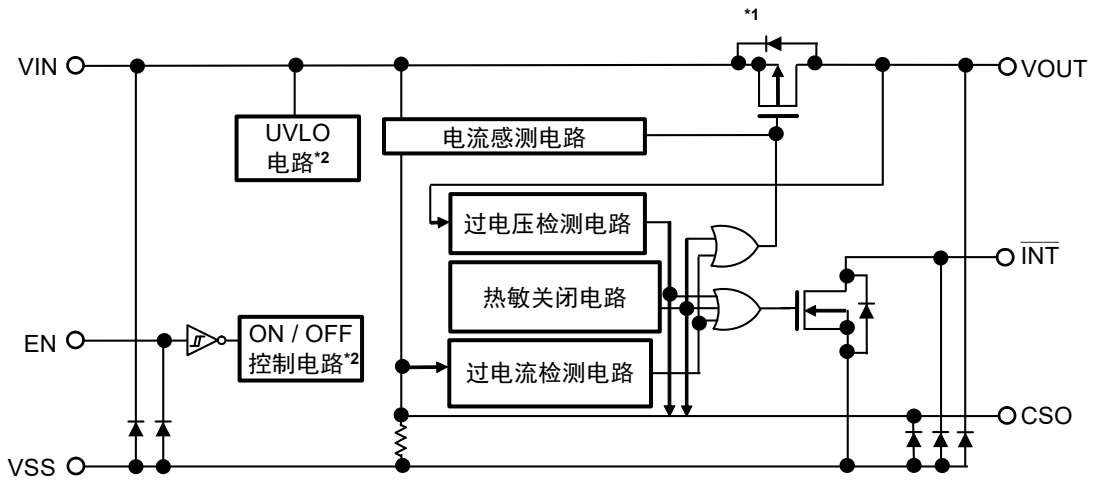 *1
VIN
VOUT
UVLO
电路*2
电流感测电路
过电压检测电路
INT
热敏关闭电路
EN
ON / OFF
控制电路*2
过电流检测电路
CSO
VSS